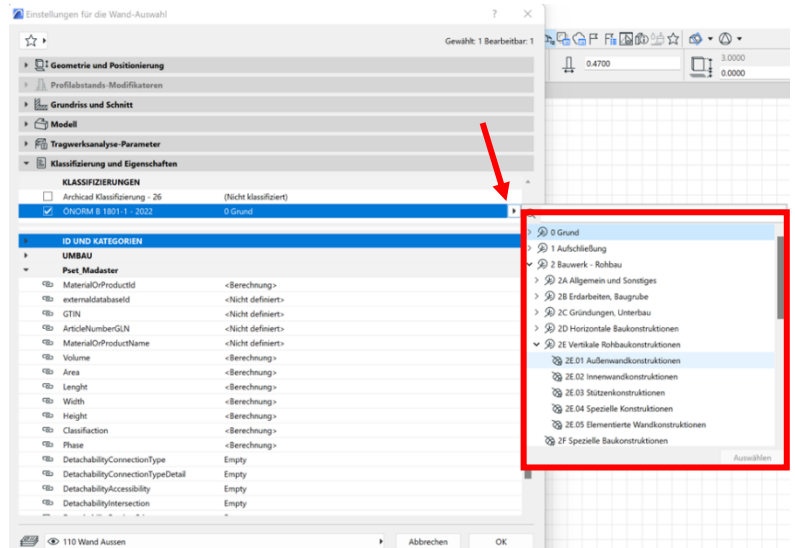 Einstellungen für die Wand-Auswahl
Gewählt: 1 Bearbeitbar: 1
Geometrie und Positionierung
Profilabstands-Modifikatoren
Grundriss und Schnitt
Modell
Tragwerksanalyse-Parameter
Klassifizierung und Eigenschaften
KLASSIFIZIERUNGEN
Archicad Klassifizierung - 26 (Nicht klassifiziert)
ÖNORM B 1801-1 - 2022 0 Grund
ID UND KATEGORIEN
UMBAU
Pset_Madaster
MaterialOrProductId <Berechnung>
externaldatabaseId <Nicht definiert>
GTIN <Nicht definiert>
ArticleNumberGLN <Nicht definiert>
MaterialOrProductName <Nicht definiert>
Volume <Berechnung>
Area <Berechnung>
Lenght <Berechnung>
Width <Berechnung>
Height <Berechnung>
Classifiaction <Berechnung>
Phase <Berechnung>
DetachabilityConnectionType Empty
DetachabilityConnectionTypeDetail Empty
DetachabilityAccessibility Empty
DetachabilityIntersection Empty
110 Wand Aussen
Abbrechen
OK
0.4700
3.0000
0.0000
0 Grund
1 Aufschließung
2 Bauwerk - Rohbau
2A Allgemein und Sonstiges
2B Erdarbeiten, Baugrube
2C Gründungen, Unterbau
2D Horizontale Baukonstruktionen
2E Vertikale Rohbaukonstruktionen
2E.01 Außenwandkonstruktionen
2E.02 Innenwandkonstruktionen
2E.03 Stützenkonstruktionen
2E.04 Spezielle Konstruktionen
2E.05 Elementierte Wandkonstruktionen
2F Spezielle Baukonstruktionen
Auswählen